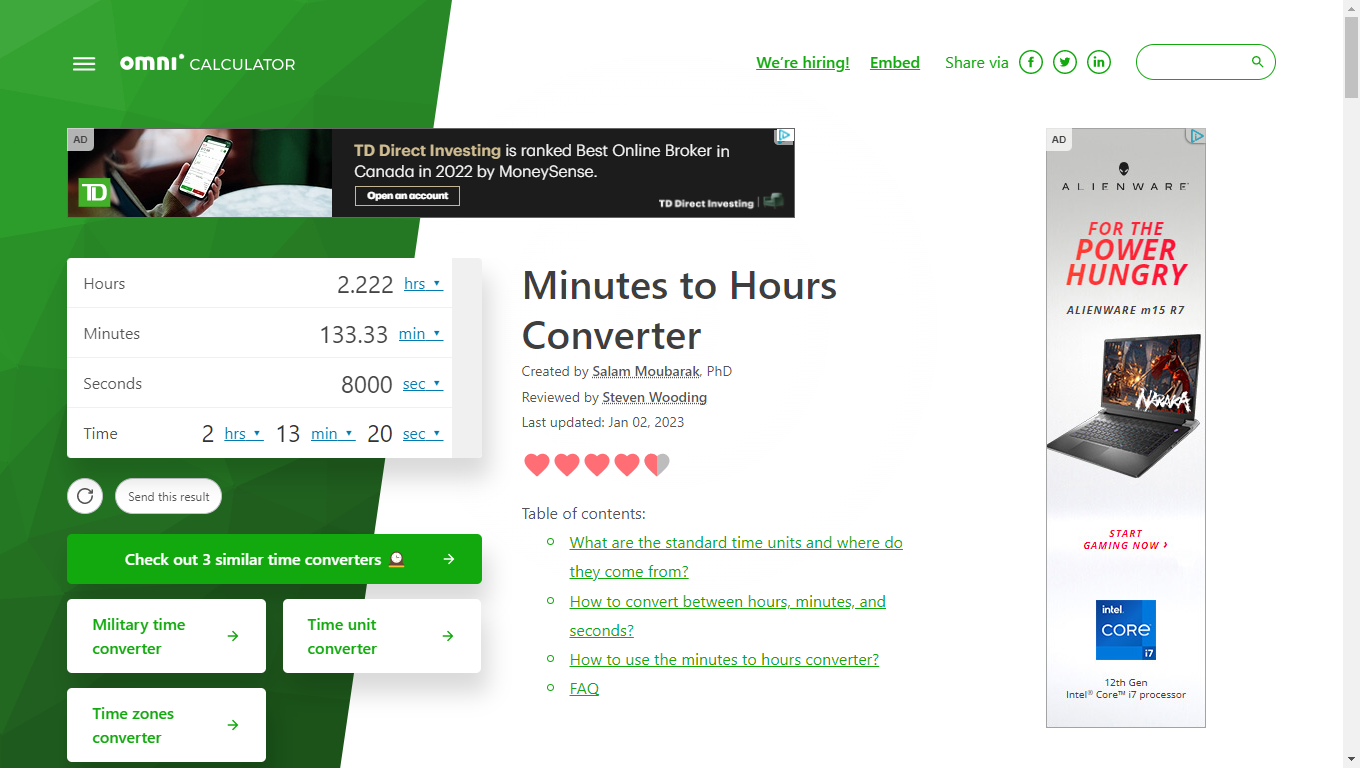 omni CALCULATOR
We're hiring! Embed Share via
AD
TD
TD Direct Investing is ranked Best Online Broker in
Canada in 2022 by MoneySense.
Open an account
TD Direct Investing
Hours 2.222 hrs
Minutes 133.33 min
Seconds 8000 sec
Time 2 hrs 13 min 20 sec
Send this result
Check out 3 similar time converters
Military time
converter
Time unit
converter
Time zones
converter
Minutes to Hours
Converter
Created by Salam Moubarak, PhD
Reviewed by Steven Wooding
Last updated: Jan 02, 2023
Table of contents:
What are the standard time units and where do
they come from?
How to convert between hours, minutes, and
seconds?
How to use the minutes to hours converter?
FAQ
AD
ALIENWARE
FOR THE
POWER
HUNGRY
ALIENWARE m15 R7
NARAKA
START
GAMING NOW ›
intel.
CORE
i7
12th Gen
Intel® Core™ i7 processor